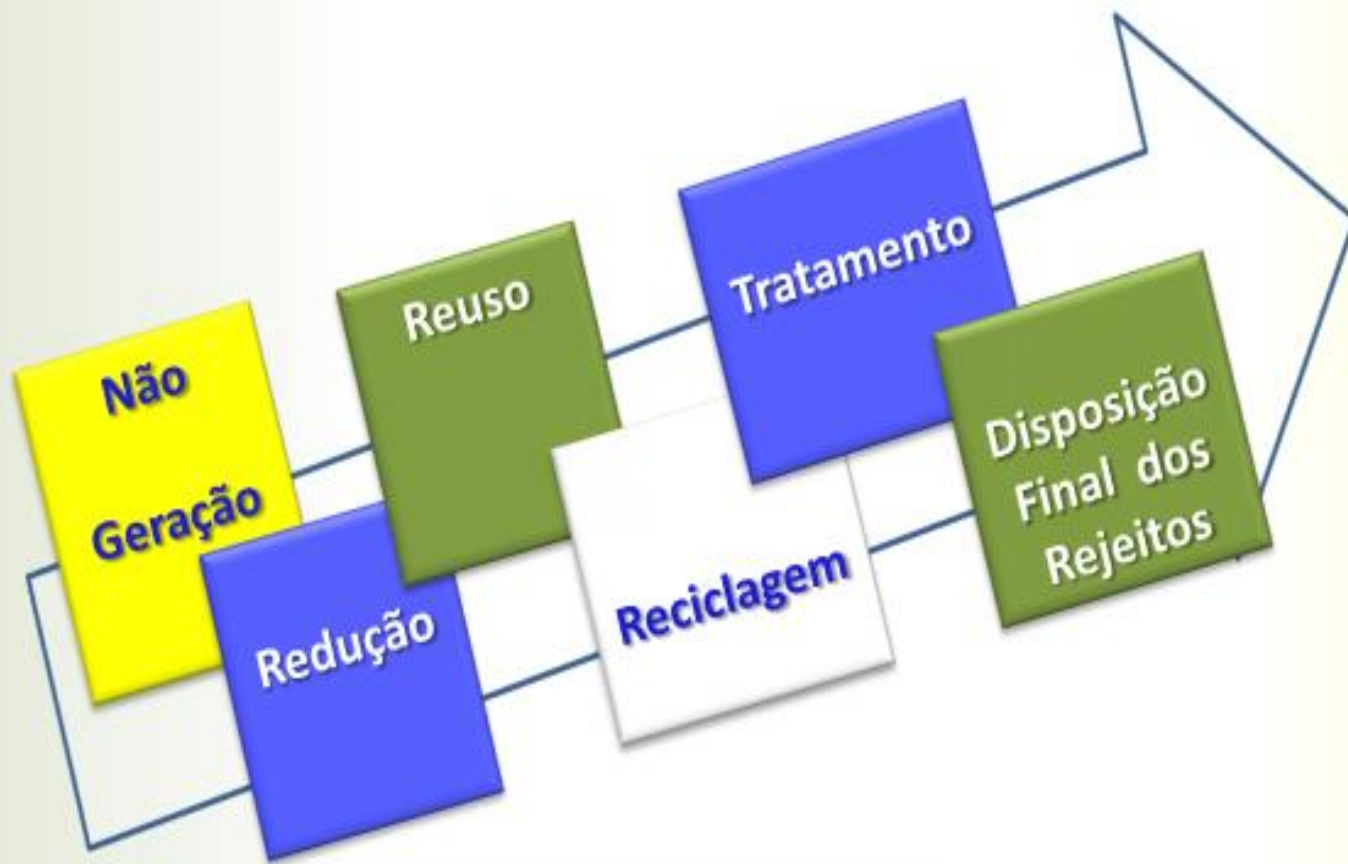 Não
Geração
Redução
Reuso
Reciclagem
Tratamento
Disposição
Final dos
Rejeitos